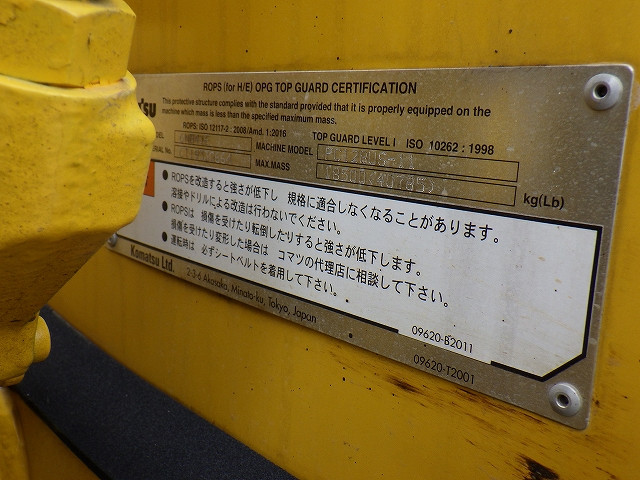 ROPS (for H/E) OPG TOP GUARD CERTIFICATION
This protective structure complies with the standard provided that it is properly equipped on the
machine which mass is less than the specified maximum mass.
ROPS: ISO 12117-2 : 2008/Amd. 1:2016 TOP GUARD LEVEL I ISO 10262 : 1998
MACHINE MODEL
MAX.MASS kg(Lb)
● ROPSを改造すると強さが低下し 規格に適合しなくなることがあります。
溶接やドリルによる改造は行わないでください。
● ROPSは 損傷を受けたり転倒したりすると強さが低下します。
損傷を受けたり変形した場合は コマツの代理店に相談して下さい。
● 運転時は 必ずシートベルトを着用して下さい。
Komatsu Ltd.
2-3-6 Akasaka, Minato-ku, Tokyo, Japan
09620-B2011
09620-T2001